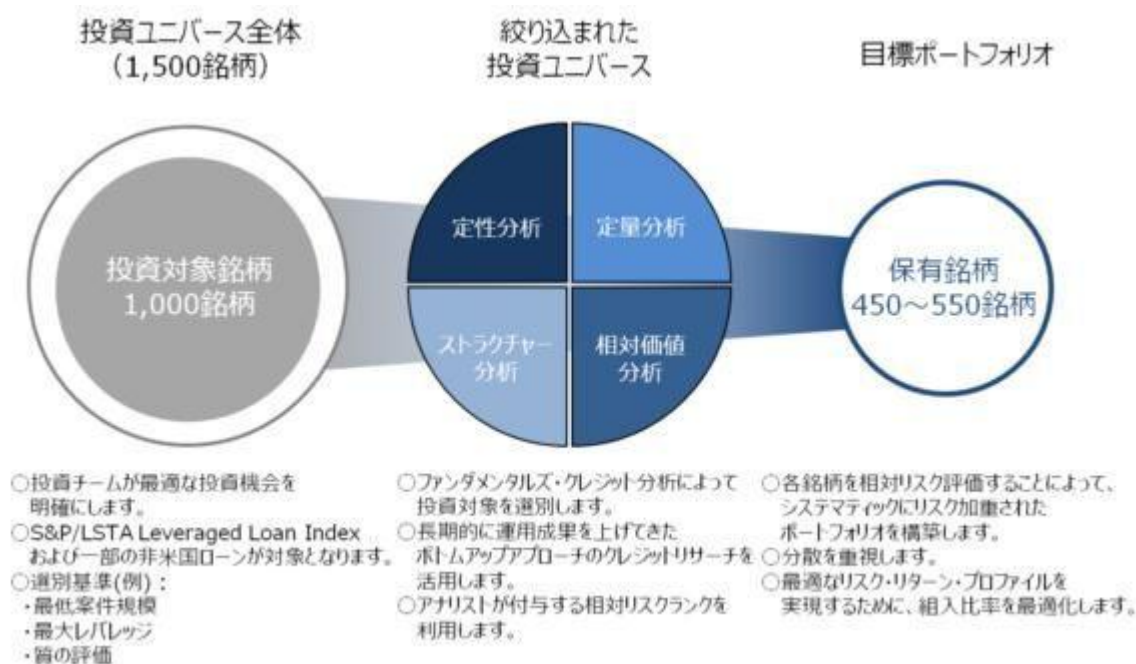 投資ユニバース全体
(1,500銘柄)
絞り込まれた
投資ユニバース
目標ポートフォリオ
投資対象銘柄
1,000銘柄
定性分析
定量分析
ストラクチャー
分析
相対価値
分析
保有銘柄
450～550銘柄
○投資チームが最適な投資機会を
明確にします。
○S&P/LSTA Leveraged Loan Index
および一部の非米国ローンが対象となります。
○選別基準(例)：
・最低案件規模
・最大レバレッジ
・質の評価
○ファンダメンタルズ・クレジット分析によって
投資対象を選別します。
○長期的に運用成果を上げてきた
ボトムアップアプローチのクレジットリサーチを
活用します。
○アナリストが付与する相対リスクランクを
利用します。
○各銘柄を相対リスク評価することによって、
システマティックにリスク加重された
ポートフォリオを構築します。
○分散を重視します。
○最適なリスク・リターン・プロファイルを
実現するために、組入比率を最適化します。